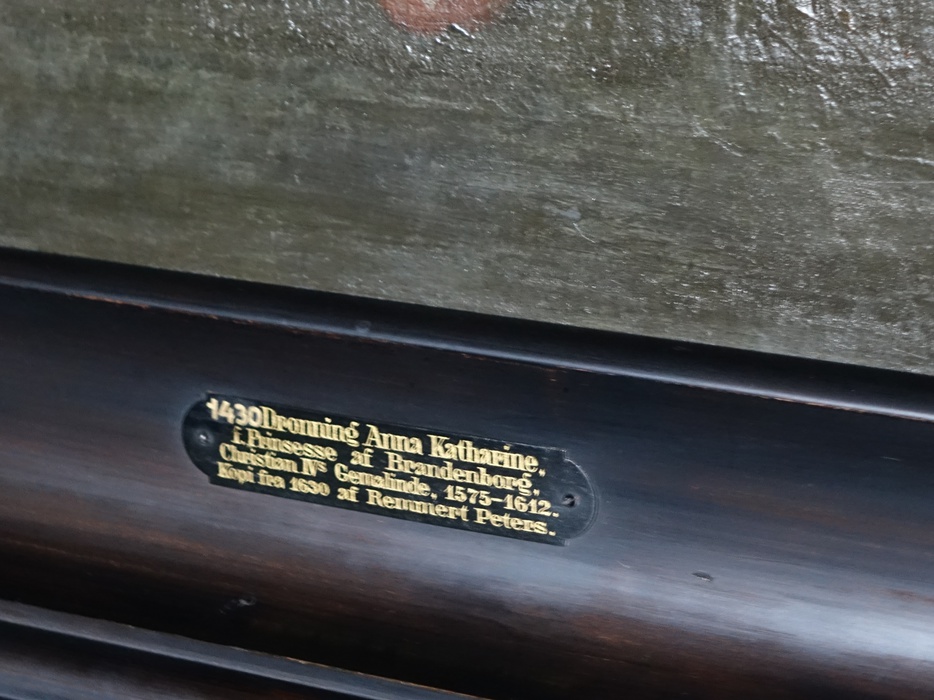 1430 Dronning Anna Katharine,
f. Prinsesse af Brandenborg,
Christian IVs Gemalinde, 1575-1612.
Kopi fra 1630 af Remmert Peters.